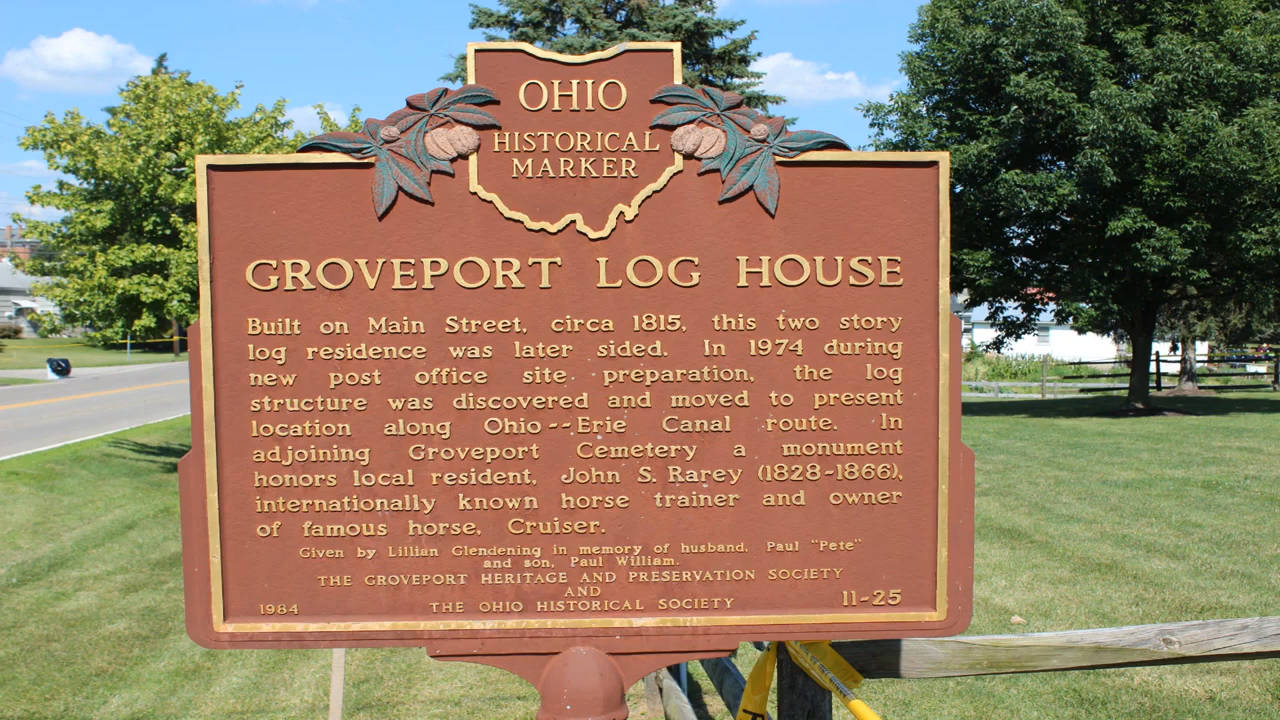 OHIO
HISTORICAL
MARKER
GROVEPORT LOG HOUSE
Built on Main Street, circa 1815, this two story
log residence was later sided. In 1974 during
new post office site preparation, the log
structure was discovered and moved to present
location along Ohio--Erie Canal route. In
adjoining Groveport Cemetery a monument
honors local resident, John S. Rarey (1828-1866),
internationally known horse trainer and owner
of famous horse, Cruiser.
Given by Lillian Glendening in memory of husband, Paul "Pete"
and son, Paul William.
THE GROVEPORT HERITAGE AND PRESERVATION SOCIETY
AND
1984 THE OHIO HISTORICAL SOCIETY 11-25